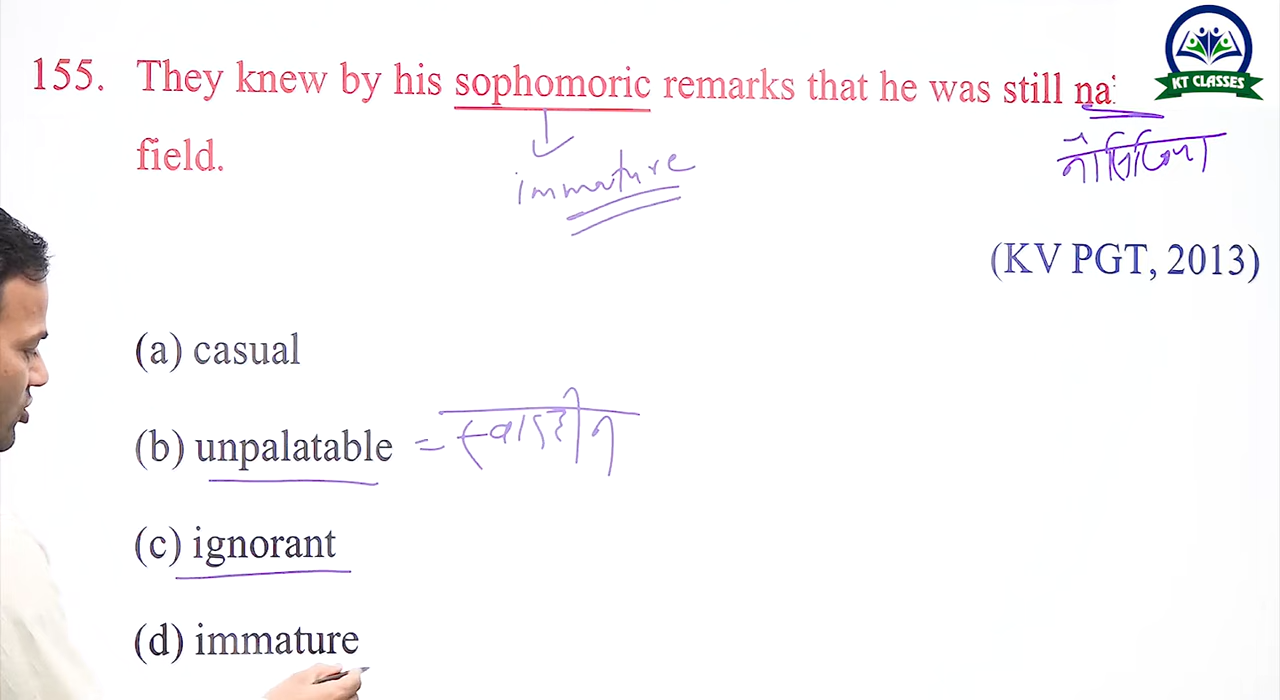 KT CLASSES
155. They knew by his sophomoric remarks that he was still
field.
immature
(KV PGT, 2013)
(a) casual
(b) unpalatable = स्वादहीन
(c) ignorant
(d) immature